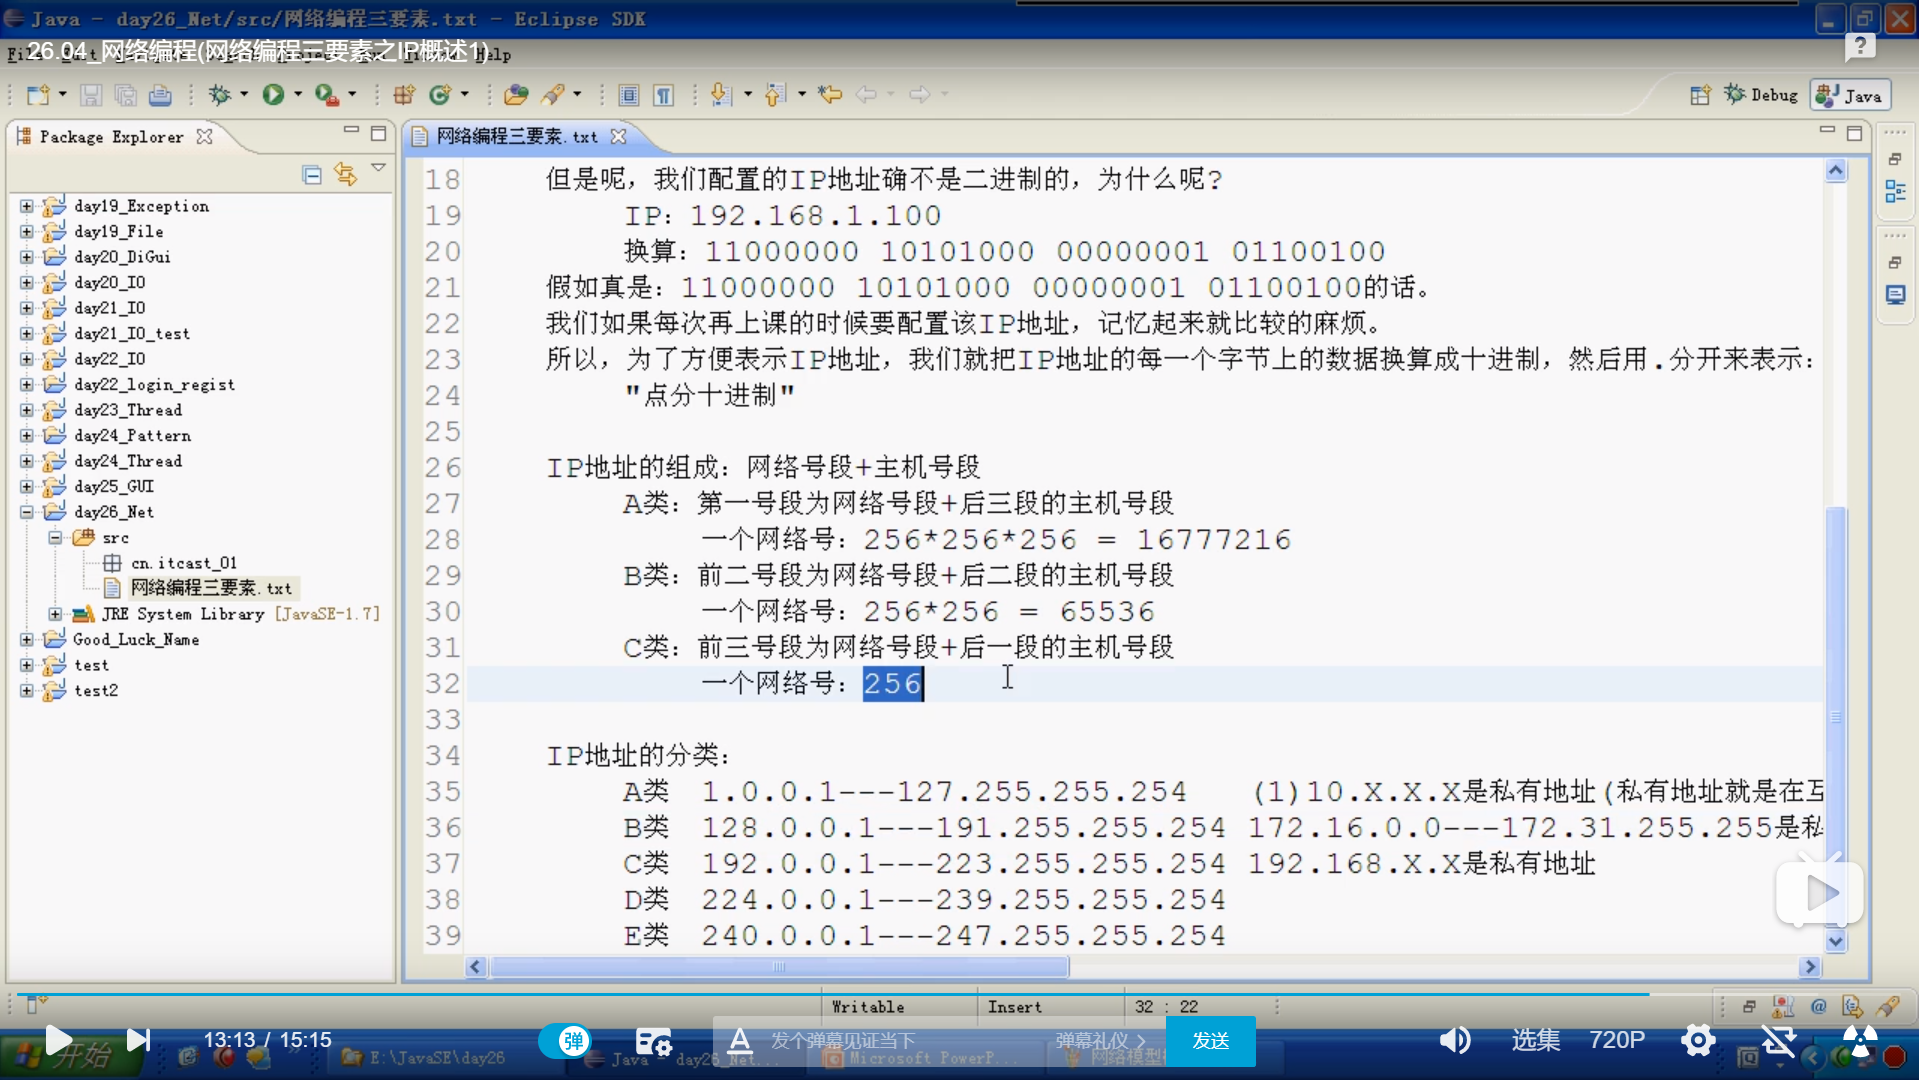 Java - day26_Net/src/网络编程三要素.txt - Eclipse SDK
26.04_网络编程(网络编程三要素之IP概述1)
Help
Debug
Java
Package Explorer
网络编程三要素.txt
day19_Exception
day19_File
day20_DiGui
day20_IO
day21_IO
day21_IO_test
day22_IO
day22_login_regist
day23_Thread
day24_Pattern
day24_Thread
day25_GUI
day26_Net
src
cn.itcast_01
网络编程三要素.txt
JRE System Library [JavaSE-1.7]
Good_Luck_Name
test
test2
18 但是呢，我们配置的IP地址确不是二进制的，为什么呢?
19 IP：192.168.1.100
20 换算：11000000 10101000 00000001 01100100
21 假如真是：11000000 10101000 00000001 01100100的话。
22 我们如果每次再上课的时候要配置该IP地址，记忆起来就比较的麻烦。
23 所以，为了方便表示IP地址，我们就把IP地址的每一个字节上的数据换算成十进制，然后用.分开来表示：
24 "点分十进制"
25
26 IP地址的组成：网络号段+主机号段
27 A类：第一号段为网络号段+后三段的主机号段
28 一个网络号：256*256*256 = 16777216
29 B类：前二号段为网络号段+后二段的主机号段
30 一个网络号：256*256 = 65536
31 C类：前三号段为网络号段+后一段的主机号段
32 一个网络号：256
33
34 IP地址的分类：
35 A类 1.0.0.1---127.255.255.254 (1)10.X.X.X是私有地址(私有地址就是在互
36 B类 128.0.0.1---191.255.255.254 172.16.0.0---172.31.255.255是私
37 C类 192.0.0.1---223.255.255.254 192.168.X.X是私有地址
38 D类 224.0.0.1---239.255.255.254
39 E类 240.0.0.1---247.255.255.254
Writable
Insert
32 : 22
13:13 / 15:15
弹
发个弹幕见证当下
弹幕礼仪
发送
选集
720P
开始
E:\JavaSE\day26
Java - day26_Net...
Microsoft PowerP...
网络模型